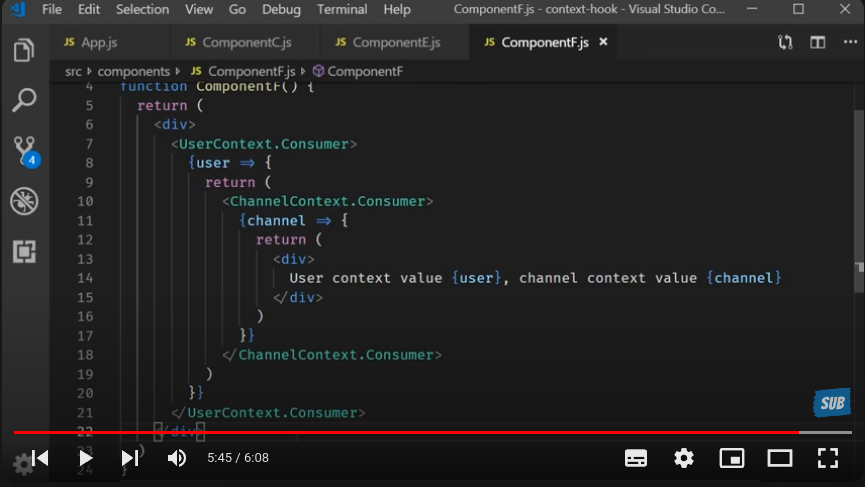 File Edit Selection View Go Debug Terminal Help ComponentF.js - context-hook - Visual Studio Co...
JS App.js JS ComponentC.js JS ComponentE.js JS ComponentF.js ×
src › components › JS ComponentF.js › ComponentF
4 function ComponentF() {
5 return (
6 <div>
7 <UserContext.Consumer>
8 {user => {
9 return (
10 <ChannelContext.Consumer>
11 {channel => {
12 return (
13 <div>
14 User context value {user}, channel context value {channel}
15 </div>
16 )
17 }}
18 </ChannelContext.Consumer>
19 )
20 }}
21 </UserContext.Consumer>
22 </div>
23 )
24 }
4
SUB
5:45 / 6:08